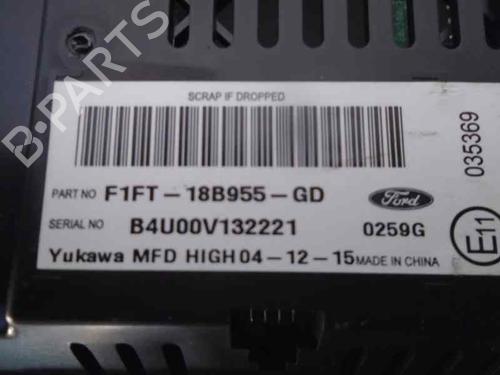 B-PARTS
SCRAP IF DROPPED
PART NO F1FT-18B955-GD
Ford
SERIAL NO B4U00V132221
0259G
Yukawa MFD HIGH 04-12-15 MADE IN CHINA
035369
E11